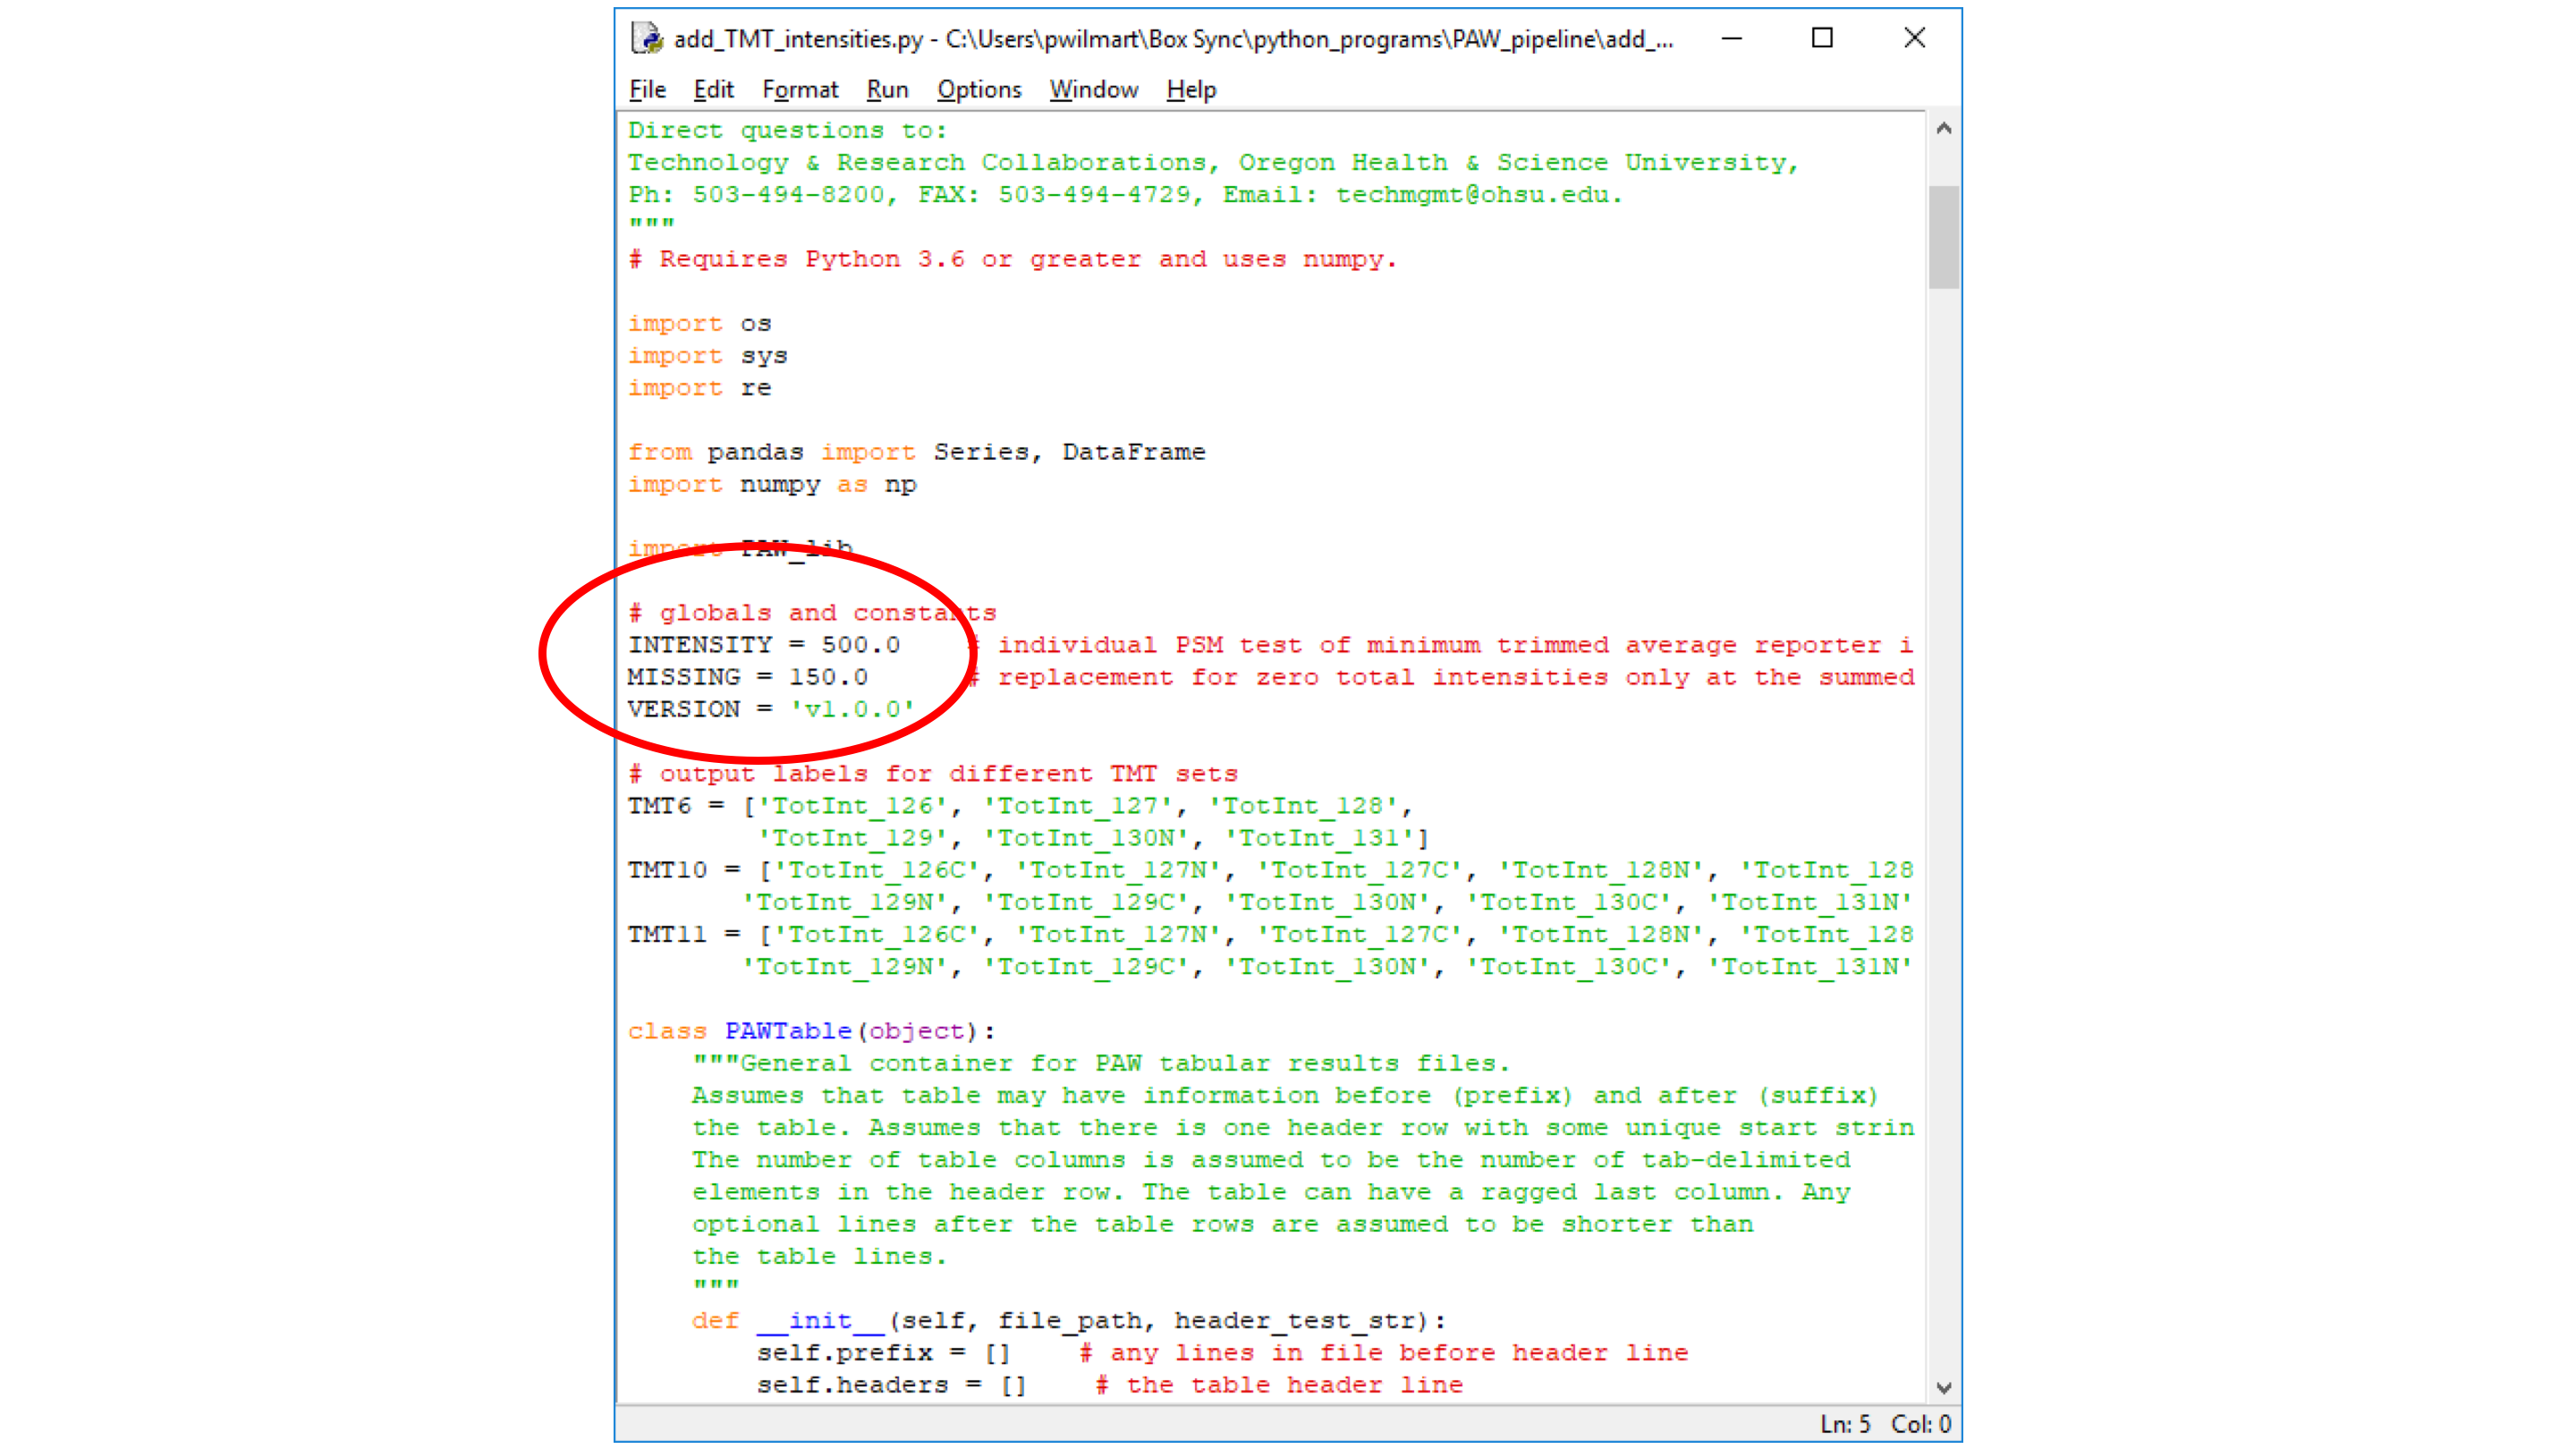 add_TMT_intensities.py - C:\Users\pwilmart\Box Sync\python_programs\PAW_pipeline\add_...
File Edit Format Run Options Window Help
Direct questions to:
Technology & Research Collaborations, Oregon Health & Science University,
Ph: 503-494-8200, FAX: 503-494-4729, Email: techmgmt@ohsu.edu.
"""
# Requires Python 3.6 or greater and uses numpy.
import os
import sys
import re
from pandas import Series, DataFrame
import numpy as np
import PAW_lib
# globals and constants
INTENSITY = 500.0    # individual PSM test of minimum trimmed average reporter i
MISSING = 150.0      # replacement for zero total intensities only at the summed
VERSION = 'v1.0.0'
# output labels for different TMT sets
TMT6 = ['TotInt_126', 'TotInt_127', 'TotInt_128',
        'TotInt_129', 'TotInt_130N', 'TotInt_131']
TMT10 = ['TotInt_126C', 'TotInt_127N', 'TotInt_127C', 'TotInt_128N', 'TotInt_128
       'TotInt_129N', 'TotInt_129C', 'TotInt_130N', 'TotInt_130C', 'TotInt_131N'
TMT11 = ['TotInt_126C', 'TotInt_127N', 'TotInt_127C', 'TotInt_128N', 'TotInt_128
       'TotInt_129N', 'TotInt_129C', 'TotInt_130N', 'TotInt_130C', 'TotInt_131N'
class PAWTable(object):
    """General container for PAW tabular results files.
    Assumes that table may have information before (prefix) and after (suffix)
    the table. Assumes that there is one header row with some unique start strin
    The number of table columns is assumed to be the number of tab-delimited
    elements in the header row. The table can have a ragged last column. Any
    optional lines after the table rows are assumed to be shorter than
    the table lines.
    """
    def __init__(self, file_path, header_test_str):
        self.prefix = []    # any lines in file before header line
        self.headers = []    # the table header line
Ln: 5 Col: 0